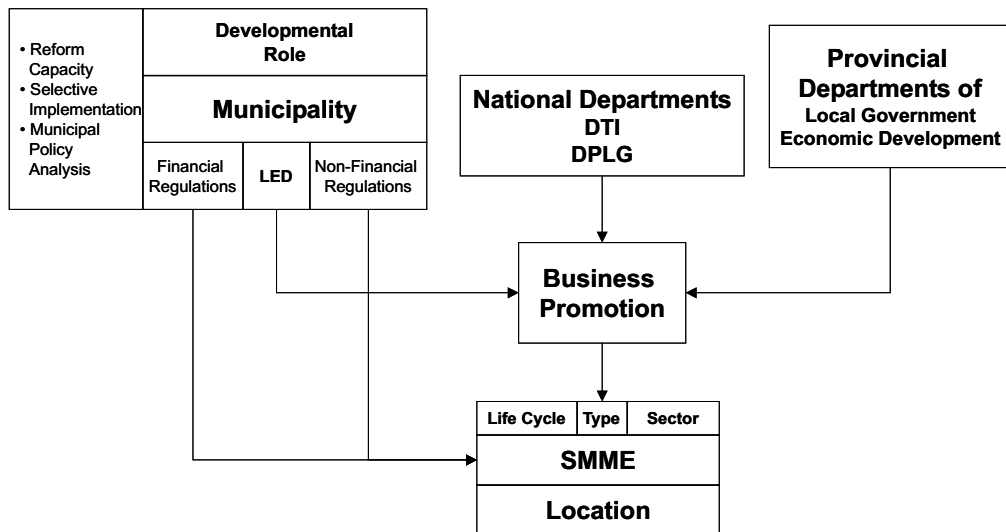 • Reform
Capacity
• Selective
Implementation
• Municipal
Policy
Analysis
Developmental
Role
Municipality
Financial
Regulations
LED
Non-Financial
Regulations
National Departments
DTI
DPLG
Provincial
Departments of
Local Government
Economic Development
Business
Promotion
Life Cycle
Type
Sector
SMME
Location